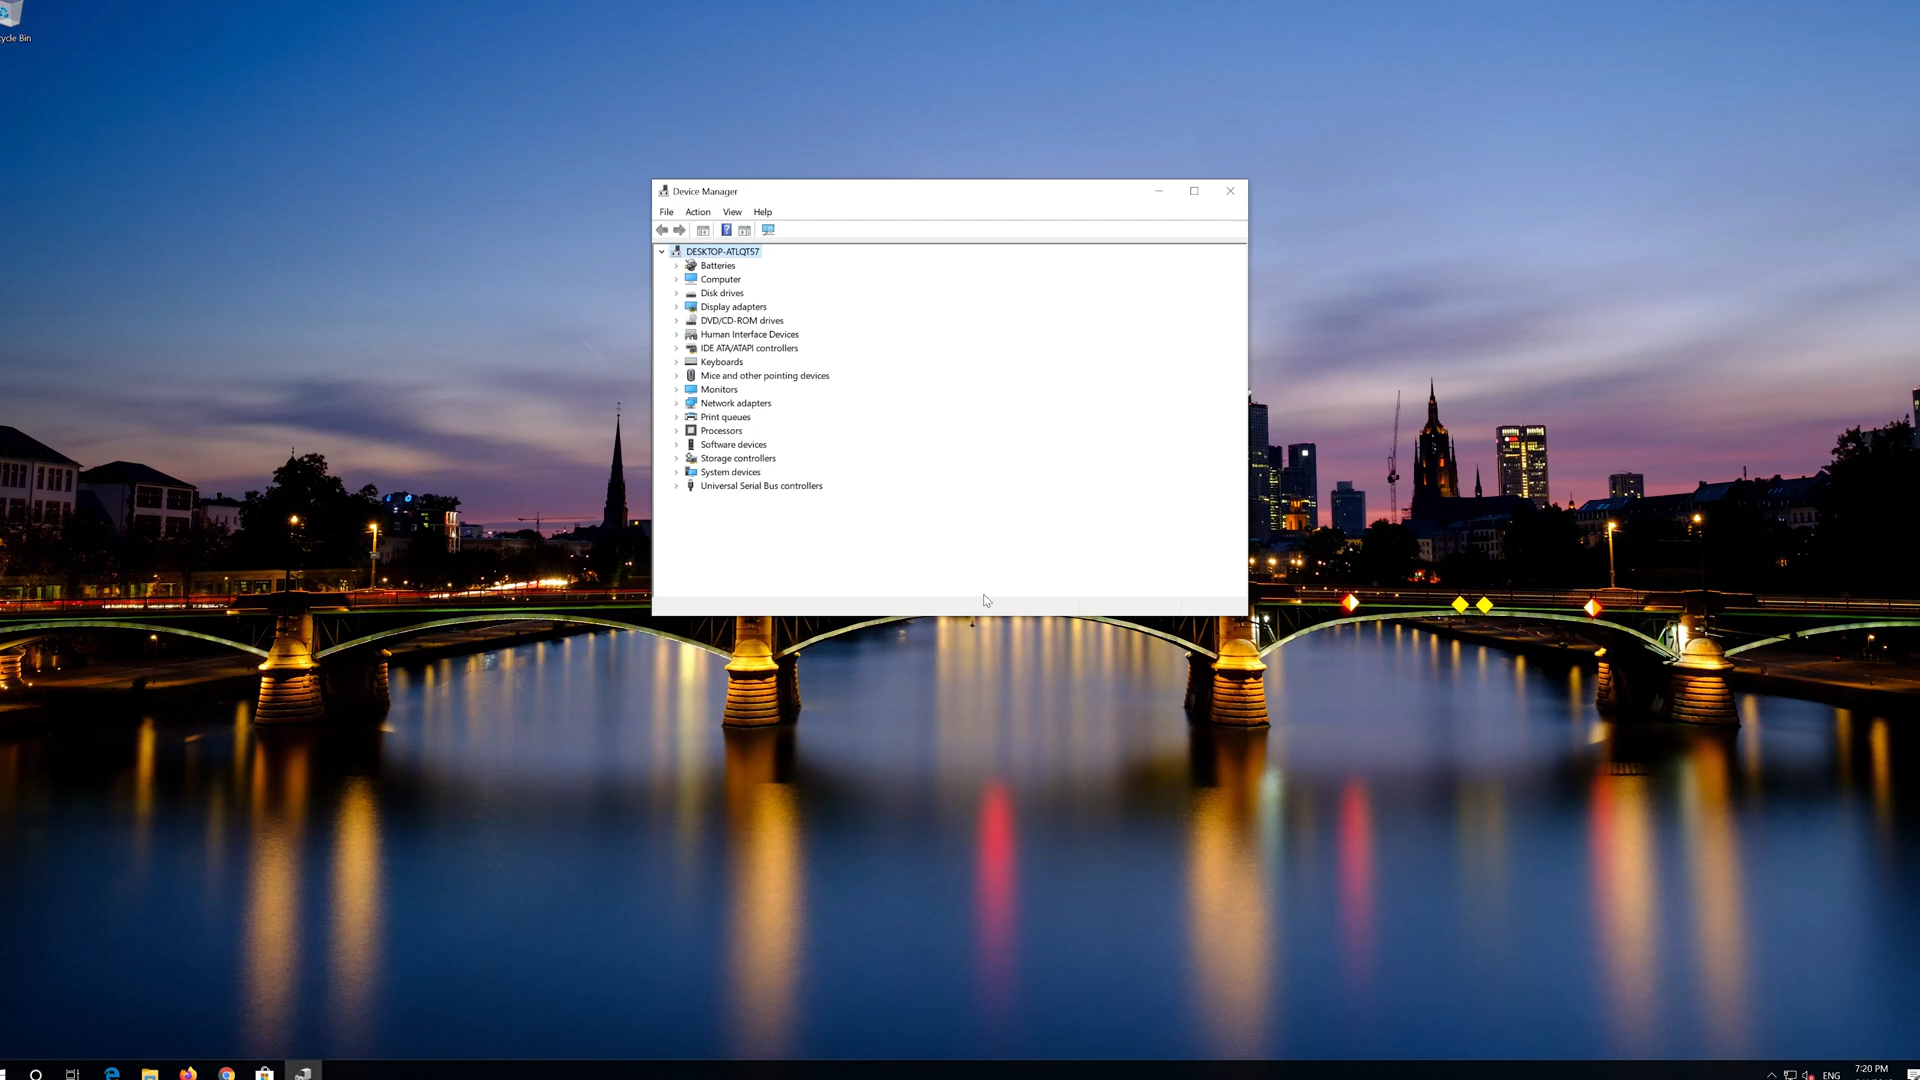 cycle Bin
Device Manager
File Action View Help
DESKTOP-ATLQT57
Batteries
Computer
Disk drives
Display adapters
DVD/CD-ROM drives
Human Interface Devices
IDE ATA/ATAPI controllers
Keyboards
Mice and other pointing devices
Monitors
Network adapters
Print queues
Processors
Software devices
Storage controllers
System devices
Universal Serial Bus controllers
ENG
7:20 PM